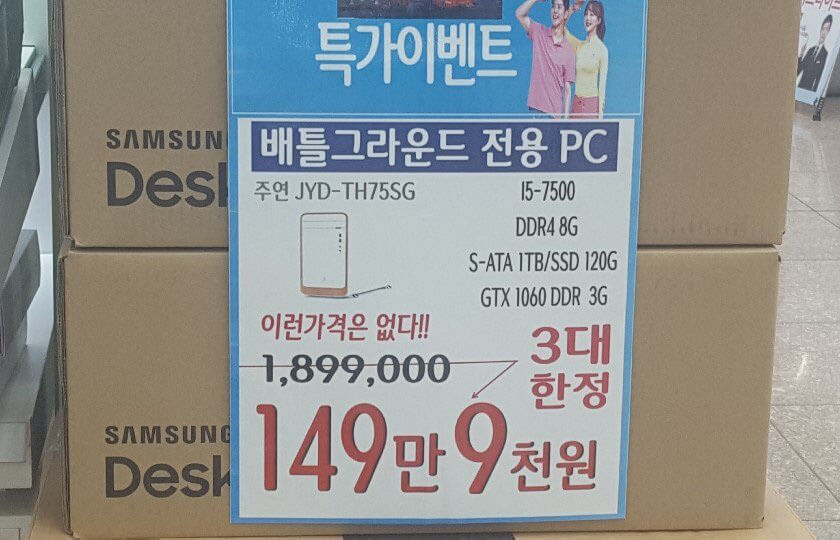 특가이벤트
SAMSUNG
Desk
배틀그라운드 전용 PC
주연 JYD-TH75SG
I5-7500
DDR4 8G
S-ATA 1TB/SSD 120G
GTX 1060 DDR 3G
이런가격은 없다!!
1,899,000
3대
한정
149만 9천원
SAMSUNG
Desk